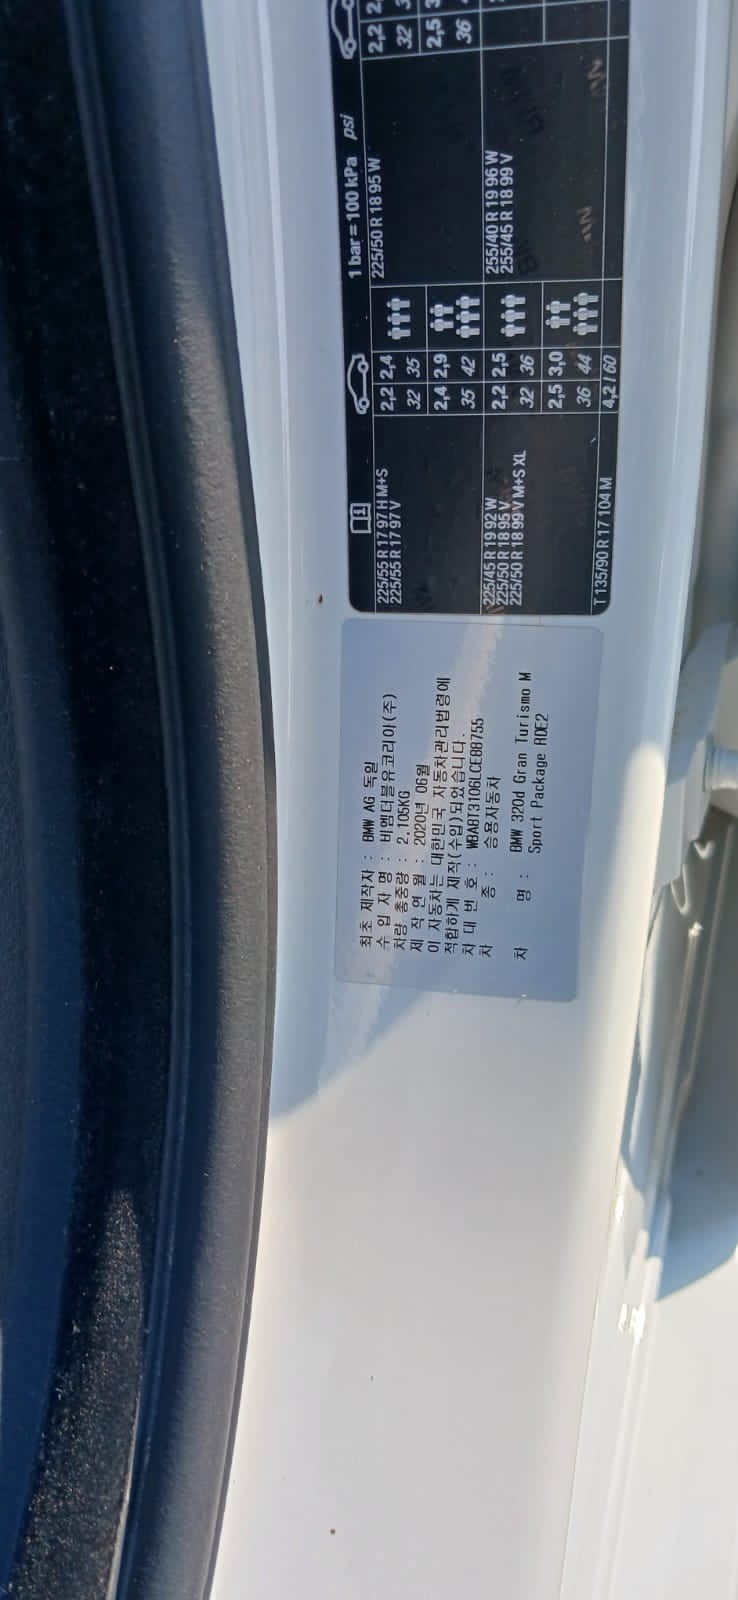 최초 제작자 : BMW AG 독일
수 입 자 명 : 비엠더블유코리아(주)
차량 총중량 : 2,105KG
제 작 연 월 : 2020년 06월
이 자동차는 대한민국 자동차관리법령에
적합하게 제작(수입)되었습니다.
차 대 번 호 : WBA8T3106LCE88755
차 종 : 승용자동차
차 명 : BMW 320d Gran Turismo M
Sport Package RDE2
1 bar = 100 kPa psi
225/55 R 17 97 H M+S
225/55 R 17 97 V
2,2 2,4
32 35
2,4 2,9
35 42
225/50 R 18 95 W
2,2
32
2,5
36
225/45 R 19 92 W
225/50 R 18 95 V
225/50 R 18 99 V M+S XL
2,2 2,5
32 36
2,5 3,0
36 44
255/40 R 19 96 W
255/45 R 18 99 V
T 135/90 R 17 104 M
4,2 / 60